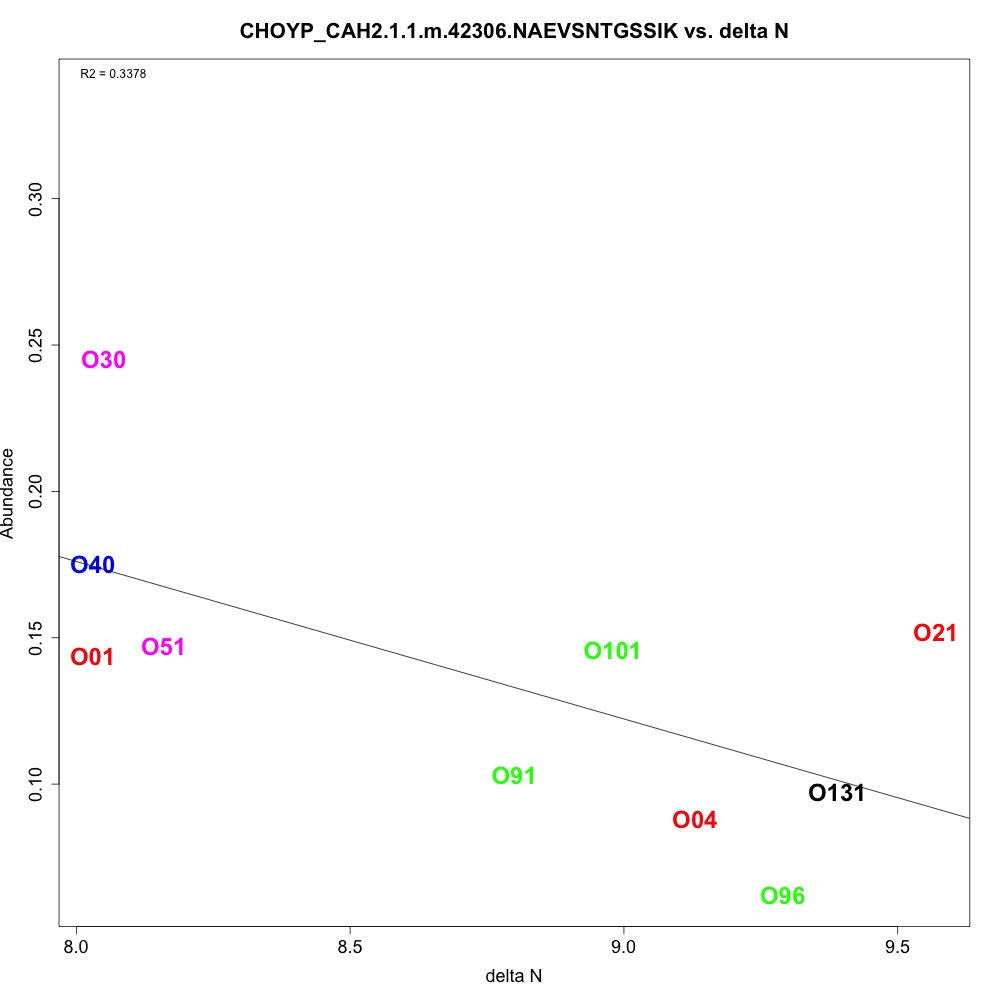 CHOYP_CAH2.1.1.m.42306.NAEVSNTGSSIK vs. delta N
R2 = 0.3378
0.30
0.25
0.20
0.15
0.10
Abundance
O30
O40
O21
O51
O101
O01
O91
O131
O04
O96
8.0 8.5 9.0 9.5
delta N